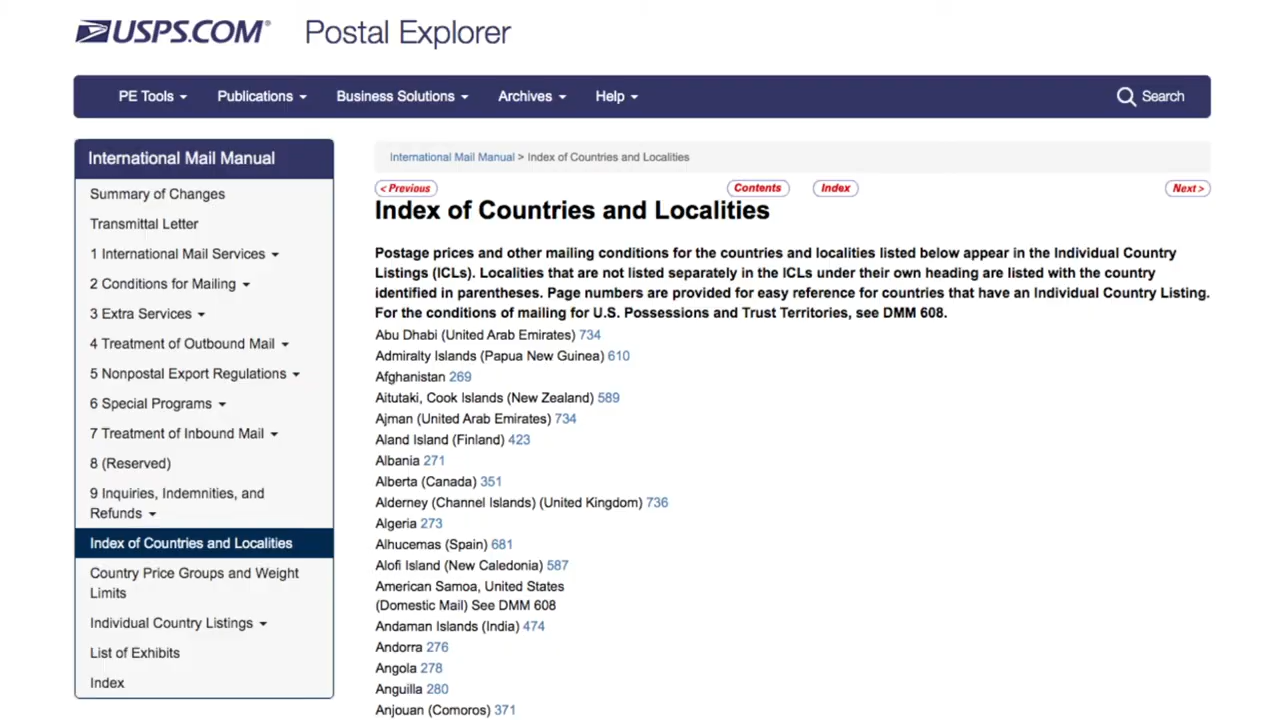 USPS.COM® Postal Explorer
PE Tools Publications Business Solutions Archives Help Search
International Mail Manual
Summary of Changes
Transmittal Letter
1 International Mail Services
2 Conditions for Mailing
3 Extra Services
4 Treatment of Outbound Mail
5 Nonpostal Export Regulations
6 Special Programs
7 Treatment of Inbound Mail
8 (Reserved)
9 Inquiries, Indemnities, and
Refunds
Index of Countries and Localities
Country Price Groups and Weight
Limits
Individual Country Listings
List of Exhibits
Index
International Mail Manual > Index of Countries and Localities
< Previous Contents Index Next >
Index of Countries and Localities
Postage prices and other mailing conditions for the countries and localities listed below appear in the Individual Country
Listings (ICLs). Localities that are not listed separately in the ICLs under their own heading are listed with the country
identified in parentheses. Page numbers are provided for easy reference for countries that have an Individual Country Listing.
For the conditions of mailing for U.S. Possessions and Trust Territories, see DMM 608.
Abu Dhabi (United Arab Emirates) 734
Admiralty Islands (Papua New Guinea) 610
Afghanistan 269
Aitutaki, Cook Islands (New Zealand) 589
Ajman (United Arab Emirates) 734
Aland Island (Finland) 423
Albania 271
Alberta (Canada) 351
Alderney (Channel Islands) (United Kingdom) 736
Algeria 273
Alhucemas (Spain) 681
Alofi Island (New Caledonia) 587
American Samoa, United States
(Domestic Mail) See DMM 608
Andaman Islands (India) 474
Andorra 276
Angola 278
Anguilla 280
Anjouan (Comoros) 371